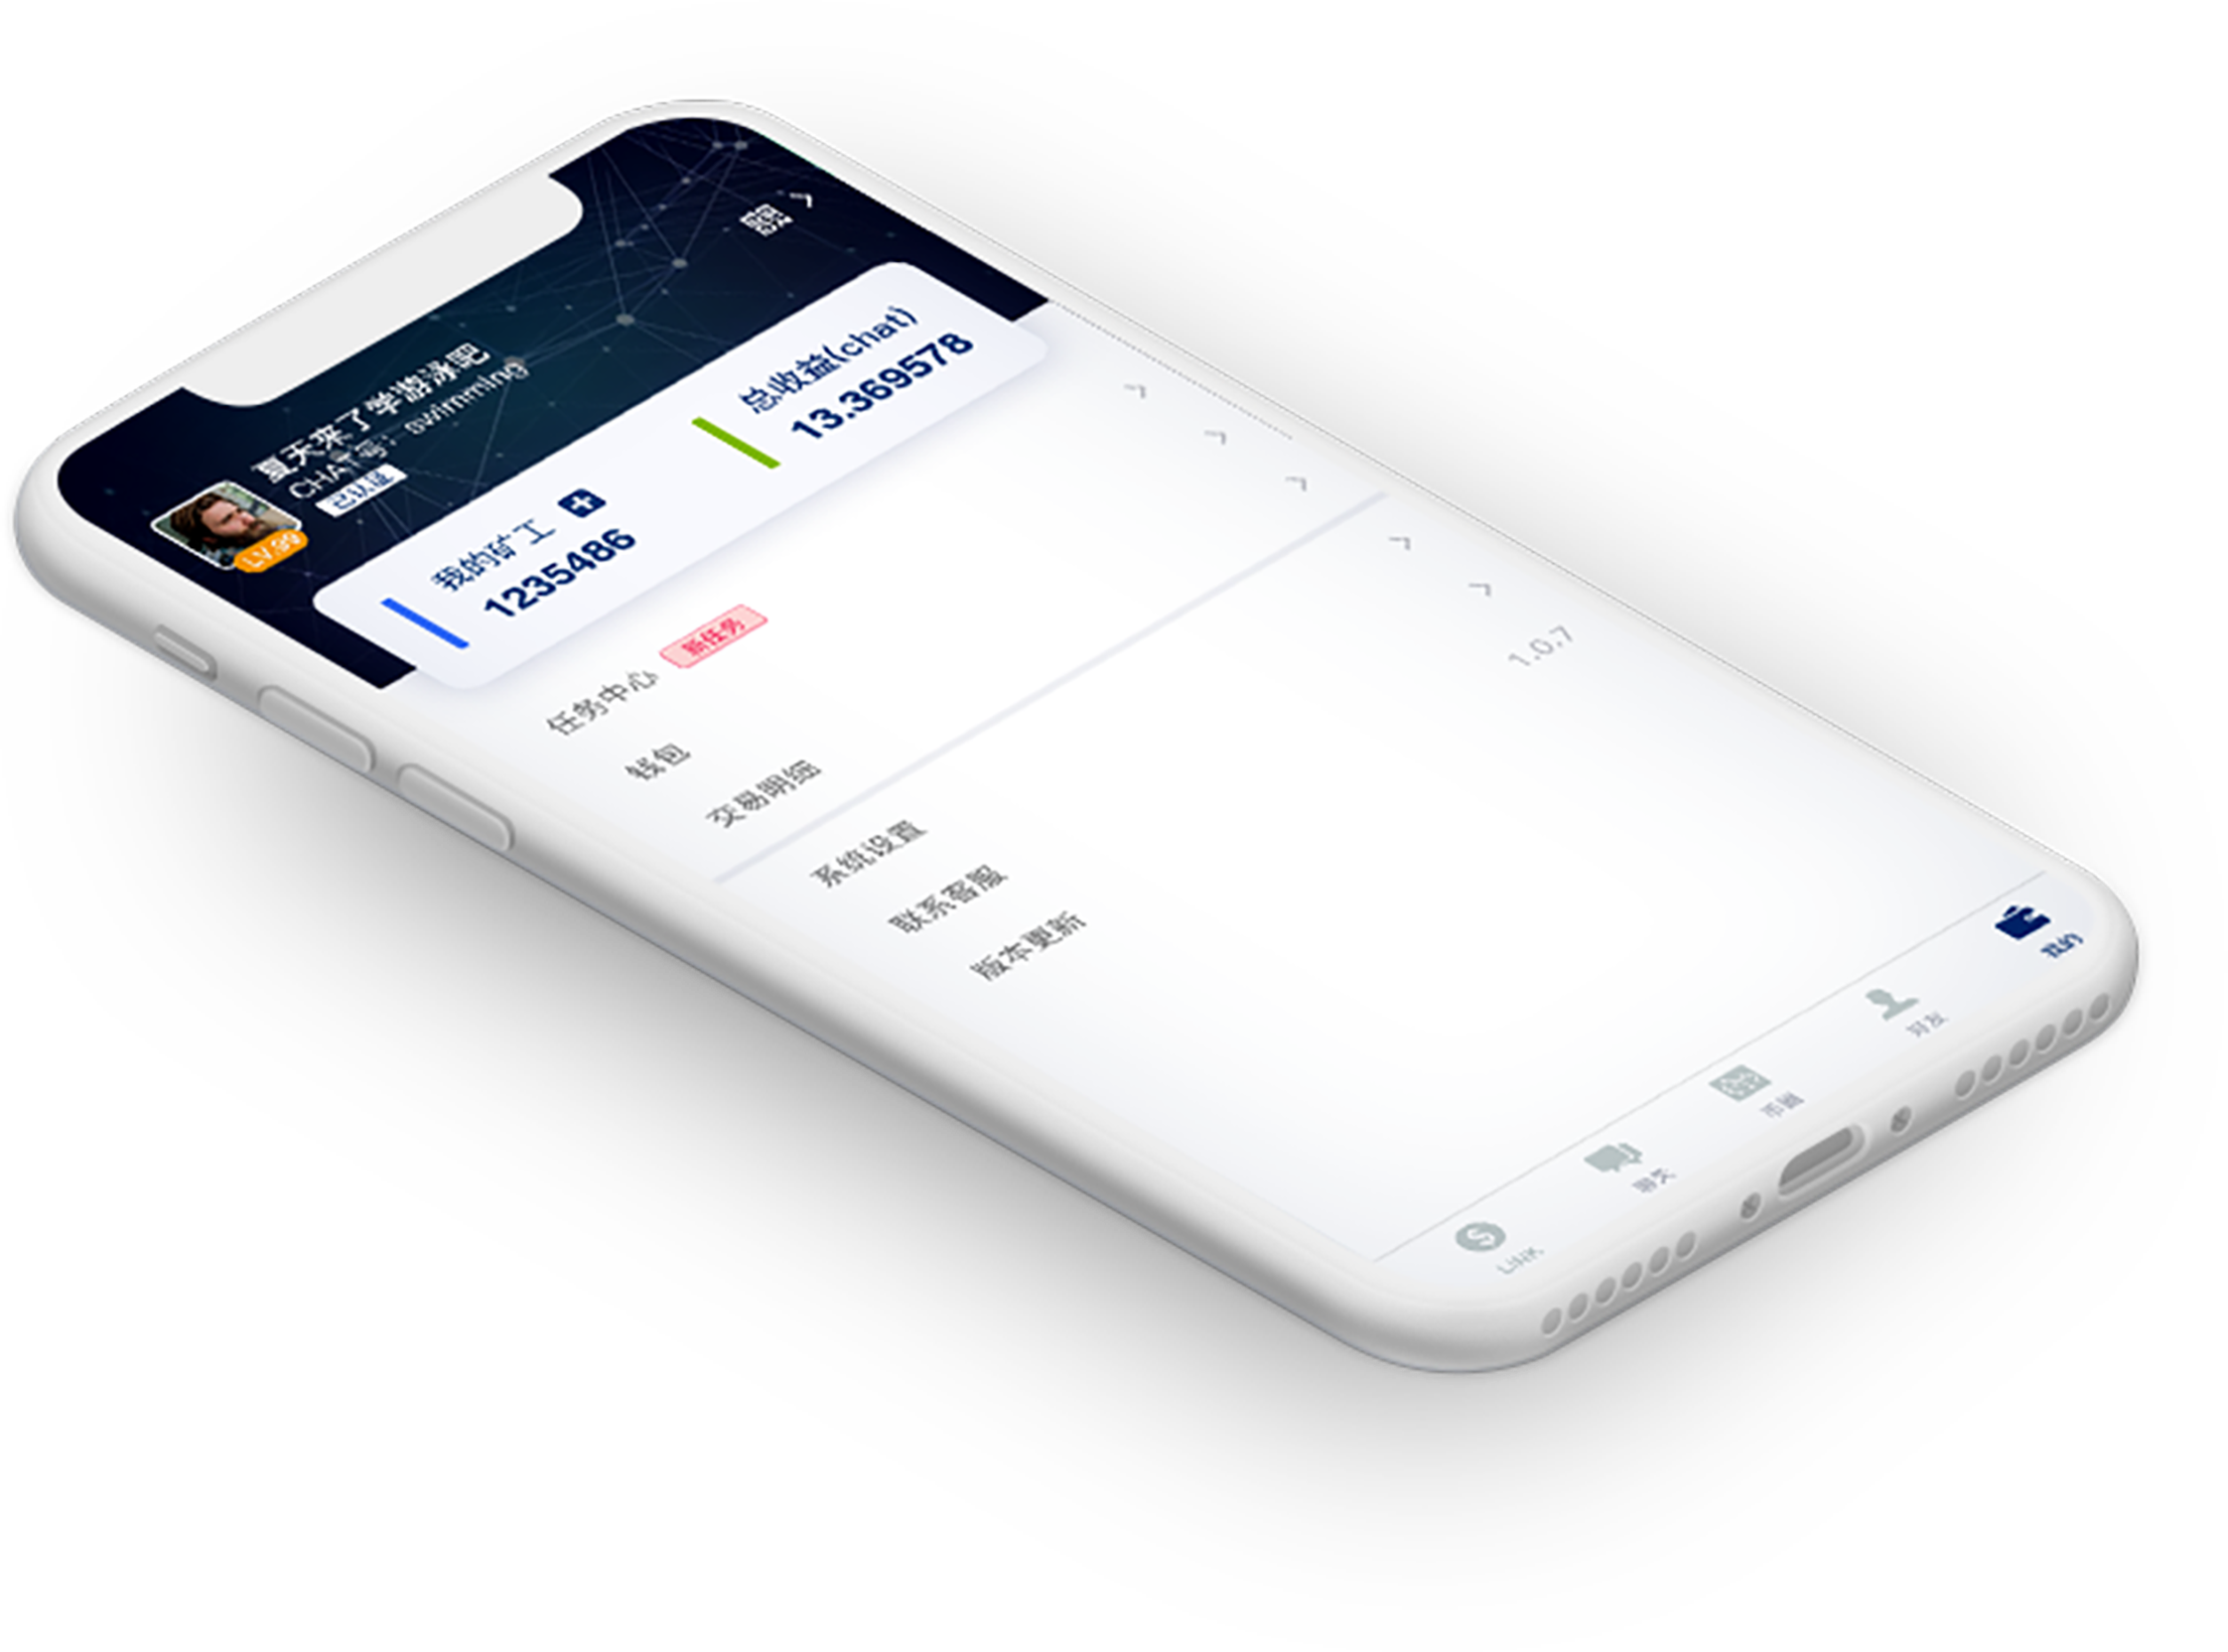 夏天来了学游泳吧
CHAT号：swimming
已认证
LV.99
我的矿工
1235486
总收益(chat)
13.369578
任务中心 新任务
钱包
交易明细
系统设置
联系客服
版本更新 1.0.7
LINK
聊天
好友
我的